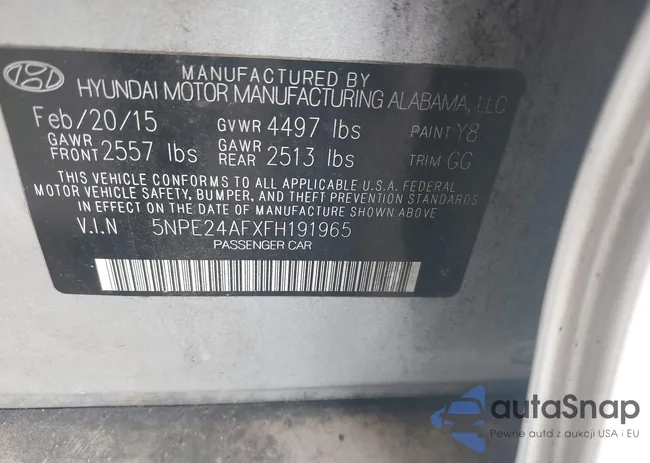 MANUFACTURED BY
HYUNDAI MOTOR MANUFACTURING ALABAMA, LLC
Feb/20/15 GVWR 4497 lbs PAINT Y8
GAWR FRONT 2557 lbs GAWR REAR 2513 lbs TRIM GG
THIS VEHICLE CONFORMS TO ALL APPLICABLE U.S.A. FEDERAL
MOTOR VEHICLE SAFETY, BUMPER, AND THEFT PREVENTION STANDARDS
IN EFFECT ON THE DATE OF MANUFACTURE SHOWN ABOVE.
V.I.N 5NPE24AFXFH191965
PASSENGER CAR
autoSnap
Pewne auta z aukcji USA i EU